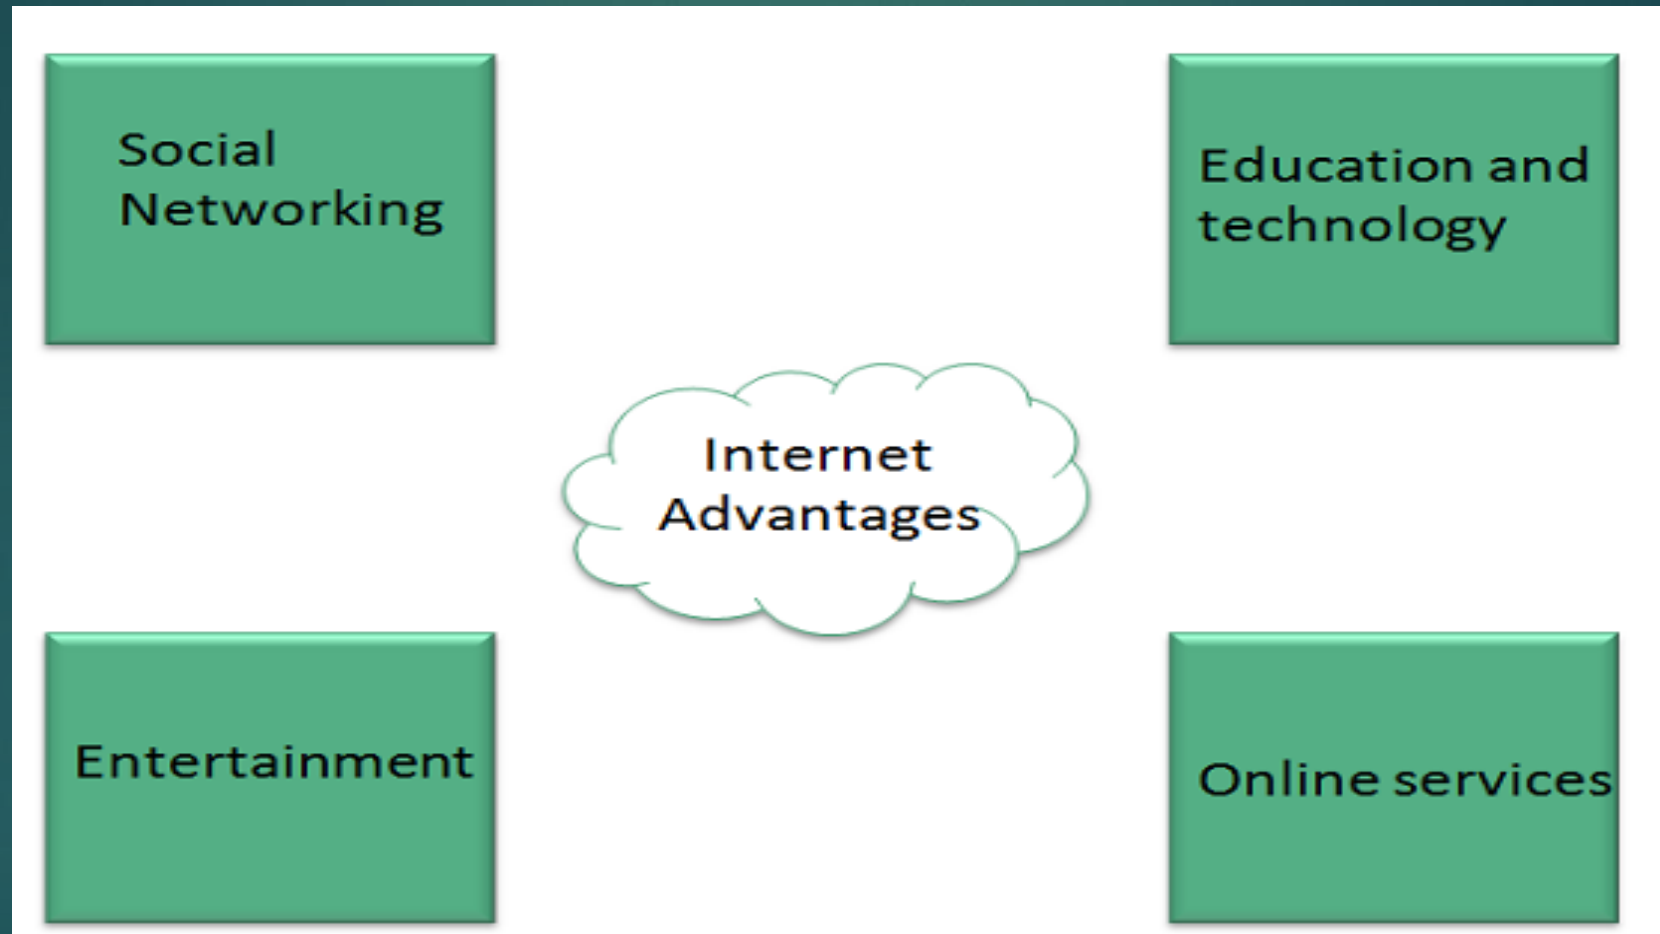 Social
Networking
Education and
technology
Internet
Advantages
Entertainment
Online services